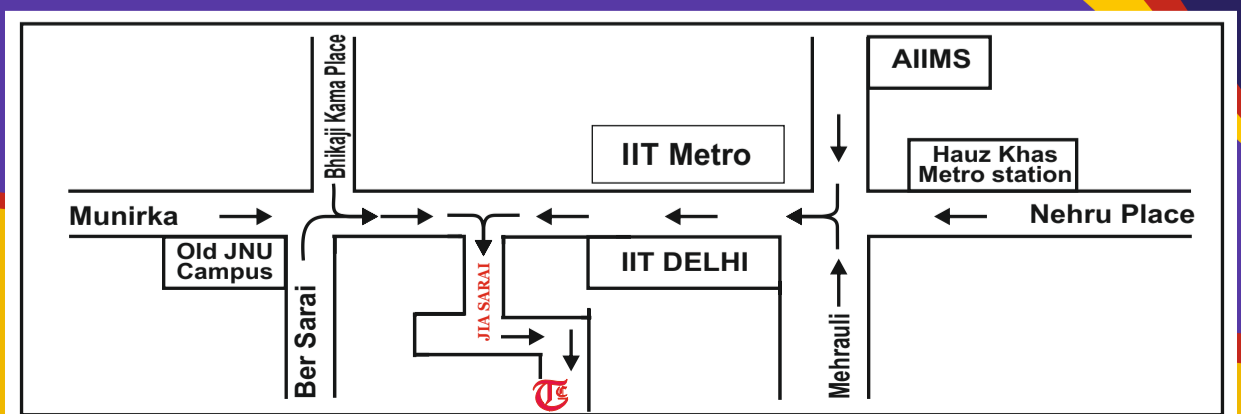 Bhikaji Kama Place
AIIMS
IIT Metro
Hauz Khas
Metro station
Munirka
Nehru Place
Old JNU
Campus
IIT DELHI
JIA SARAI
Ber Sarai
Mehrauli